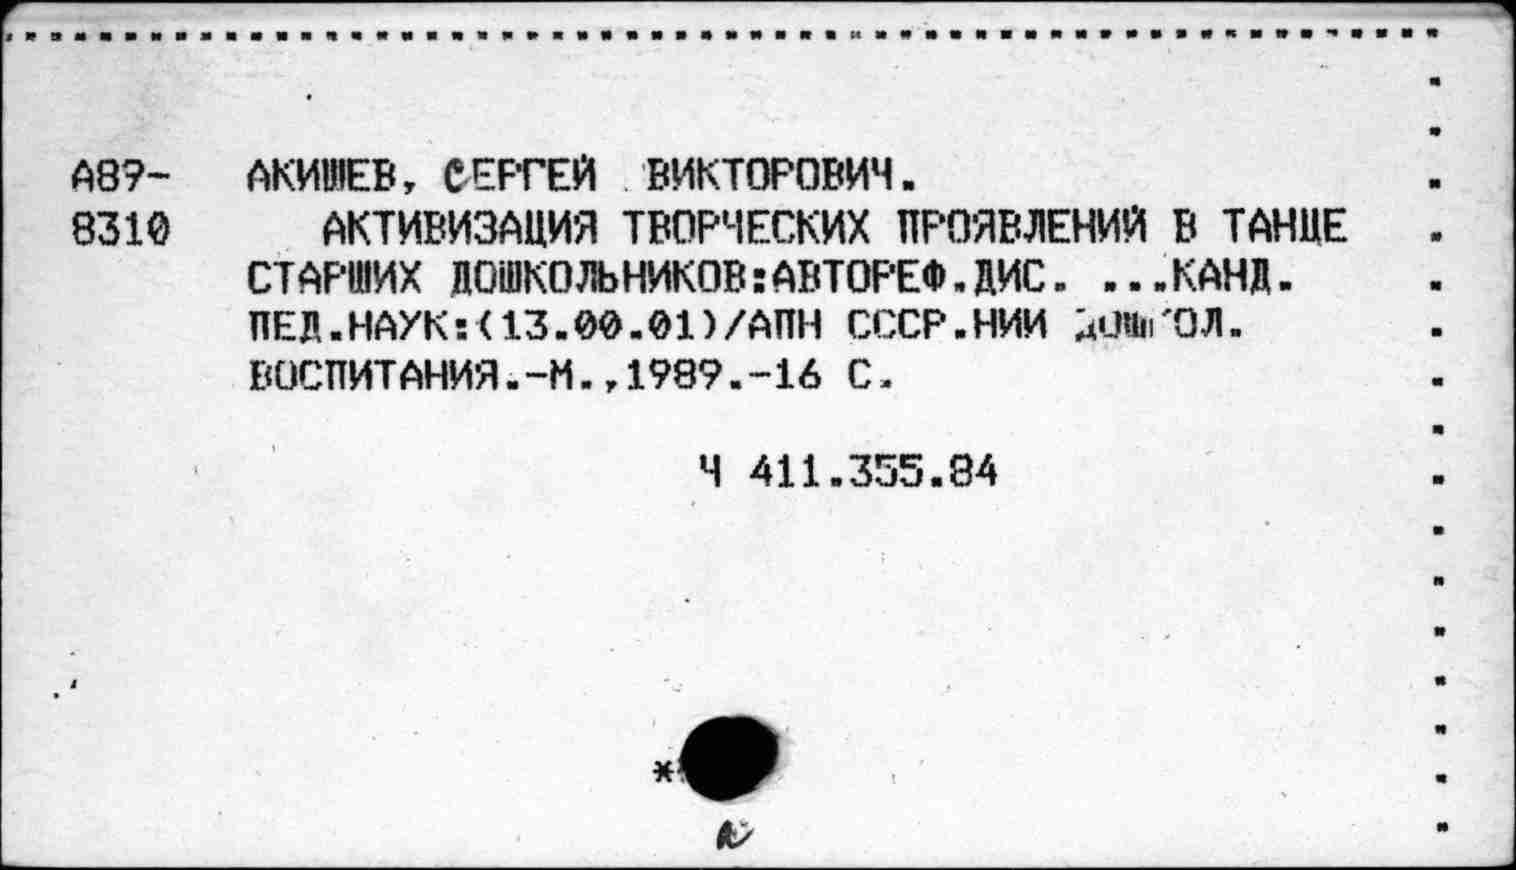 А89- АКИШЕВ, СЕРГЕЙ ВИКТОРОВИЧ.
8310 АКТИВИЗАЦИЯ ТВОРЧЕСКИХ ПРОЯВЛЕНИЙ В ТАНЦЕ
СТАРШИХ ДОШКОЛЬНИКОВ:АВТОРЕФ.ДИС. ...КАНД.
ПЕД.НАУК:(13.00.01)/АПН СССР.НИИ ДОШКОЛ.
ВОСПИТАНИЯ.-М.,1989.-16 С.
Ч 411.355.84
*